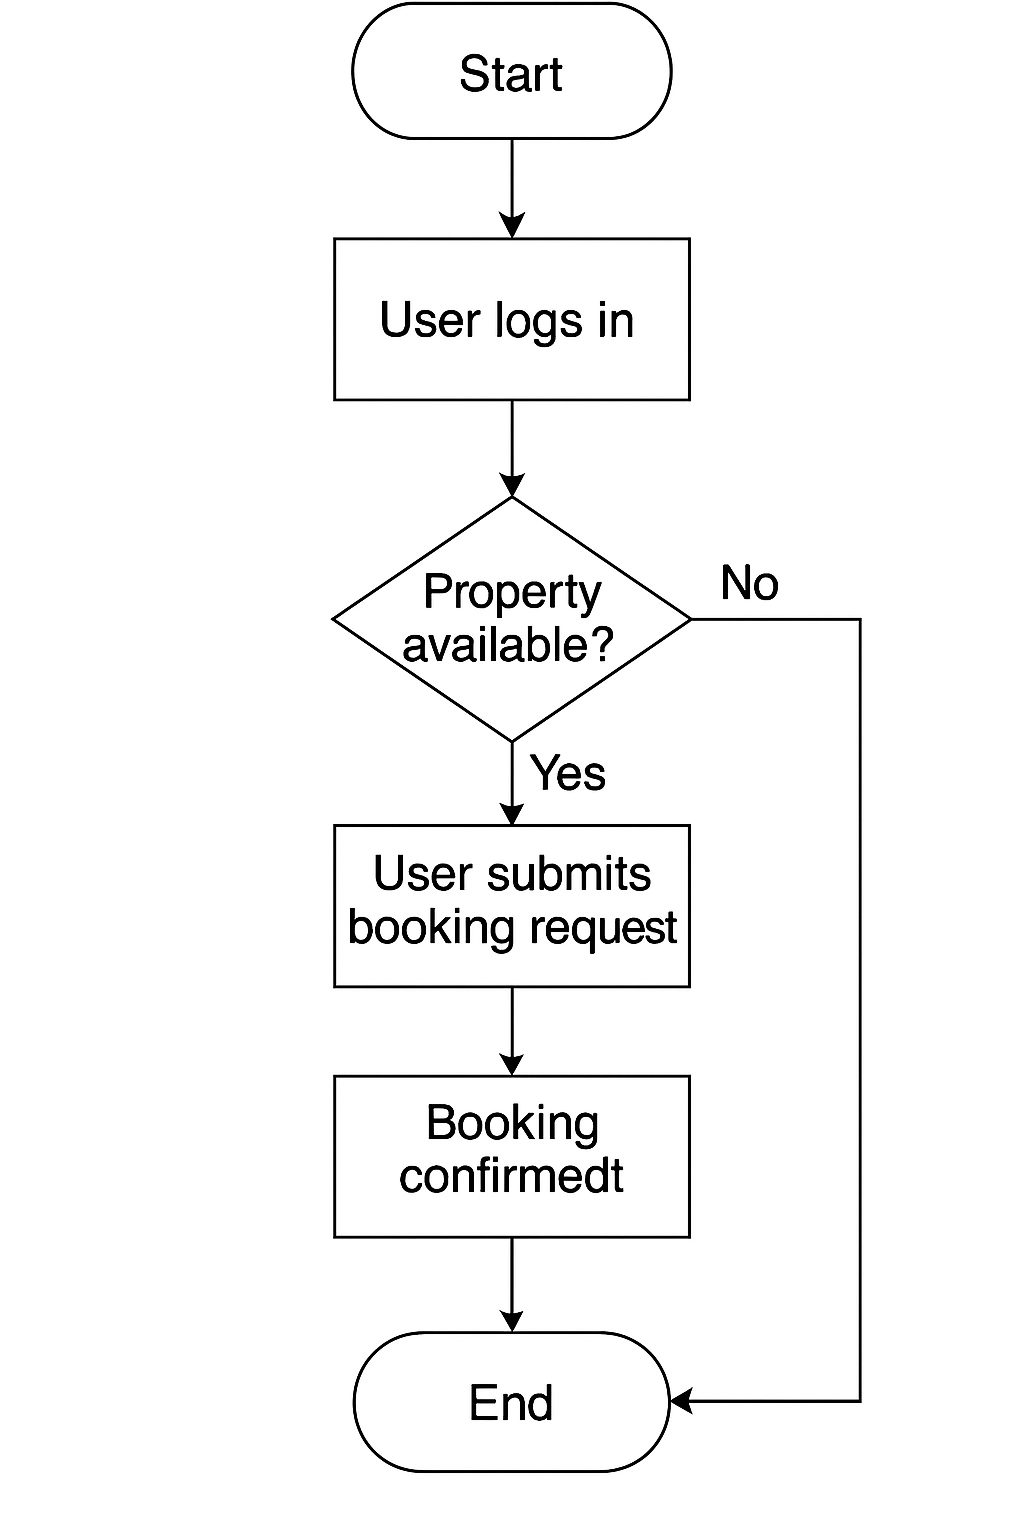 Start
User logs in
Property
available?
No
Yes
User submits
booking request
Booking
confirmedt
End